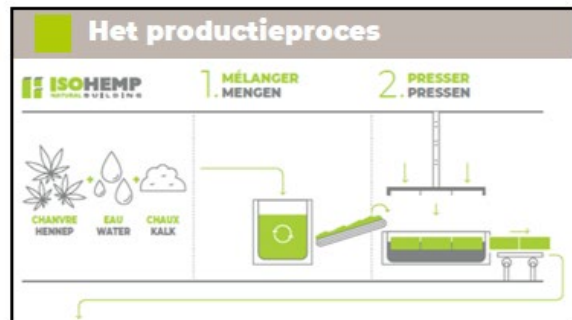 Het productieproces
ISOHEMP
NATURAL BUILDING
1. MÉLANGER
MENGEN
2. PRESSER
PRESSEN
CHANVRE
HENNEP
+
EAU
WATER
+
CHAUX
KALK